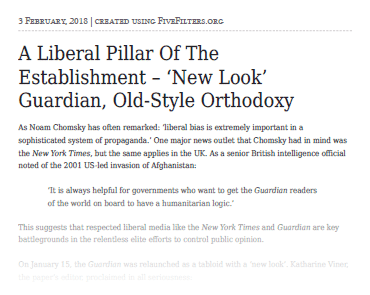 3 February, 2018 | created using FiveFilters.org
A Liberal Pillar Of The
Establishment – ‘New Look’
Guardian, Old-Style Orthodoxy
As Noam Chomsky has often remarked: ‘liberal bias is extremely important in a
sophisticated system of propaganda.’ One major news outlet that Chomsky had in mind was
the New York Times, but the same applies in the UK. As a senior British intelligence official
noted of the 2001 US-led invasion of Afghanistan:
‘It is always helpful for governments who want to get the Guardian readers
of the world on board to have a humanitarian logic.’
This suggests that respected liberal media like the New York Times and Guardian are key
battlegrounds in the relentless elite efforts to control public opinion.
On January 15, the Guardian was relaunched as a tabloid with a ‘new look’. Katharine Viner,
the paper's editor, proclaimed in all seriousness: